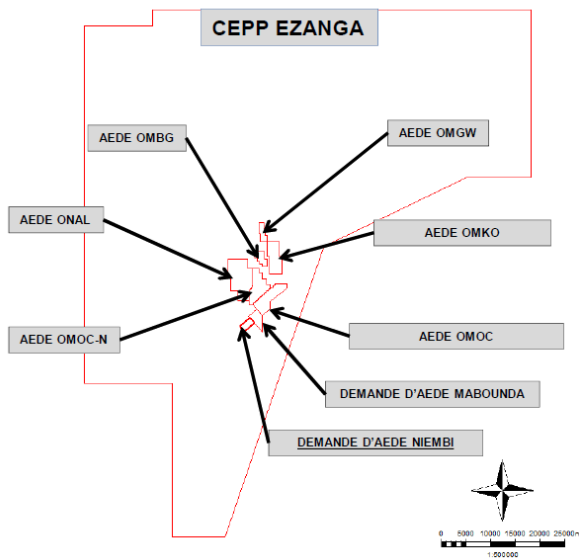 CEPP EZANGA
AEDE OMBG
AEDE OMGW
AEDE ONAL
AEDE OMKO
AEDE OMOC-N
AEDE OMOC
DEMANDE D'AEDE MABOUNDA
DEMANDE D'AEDE NIEMBI
0 5000 10000 15000 20000 25000m
1:500000